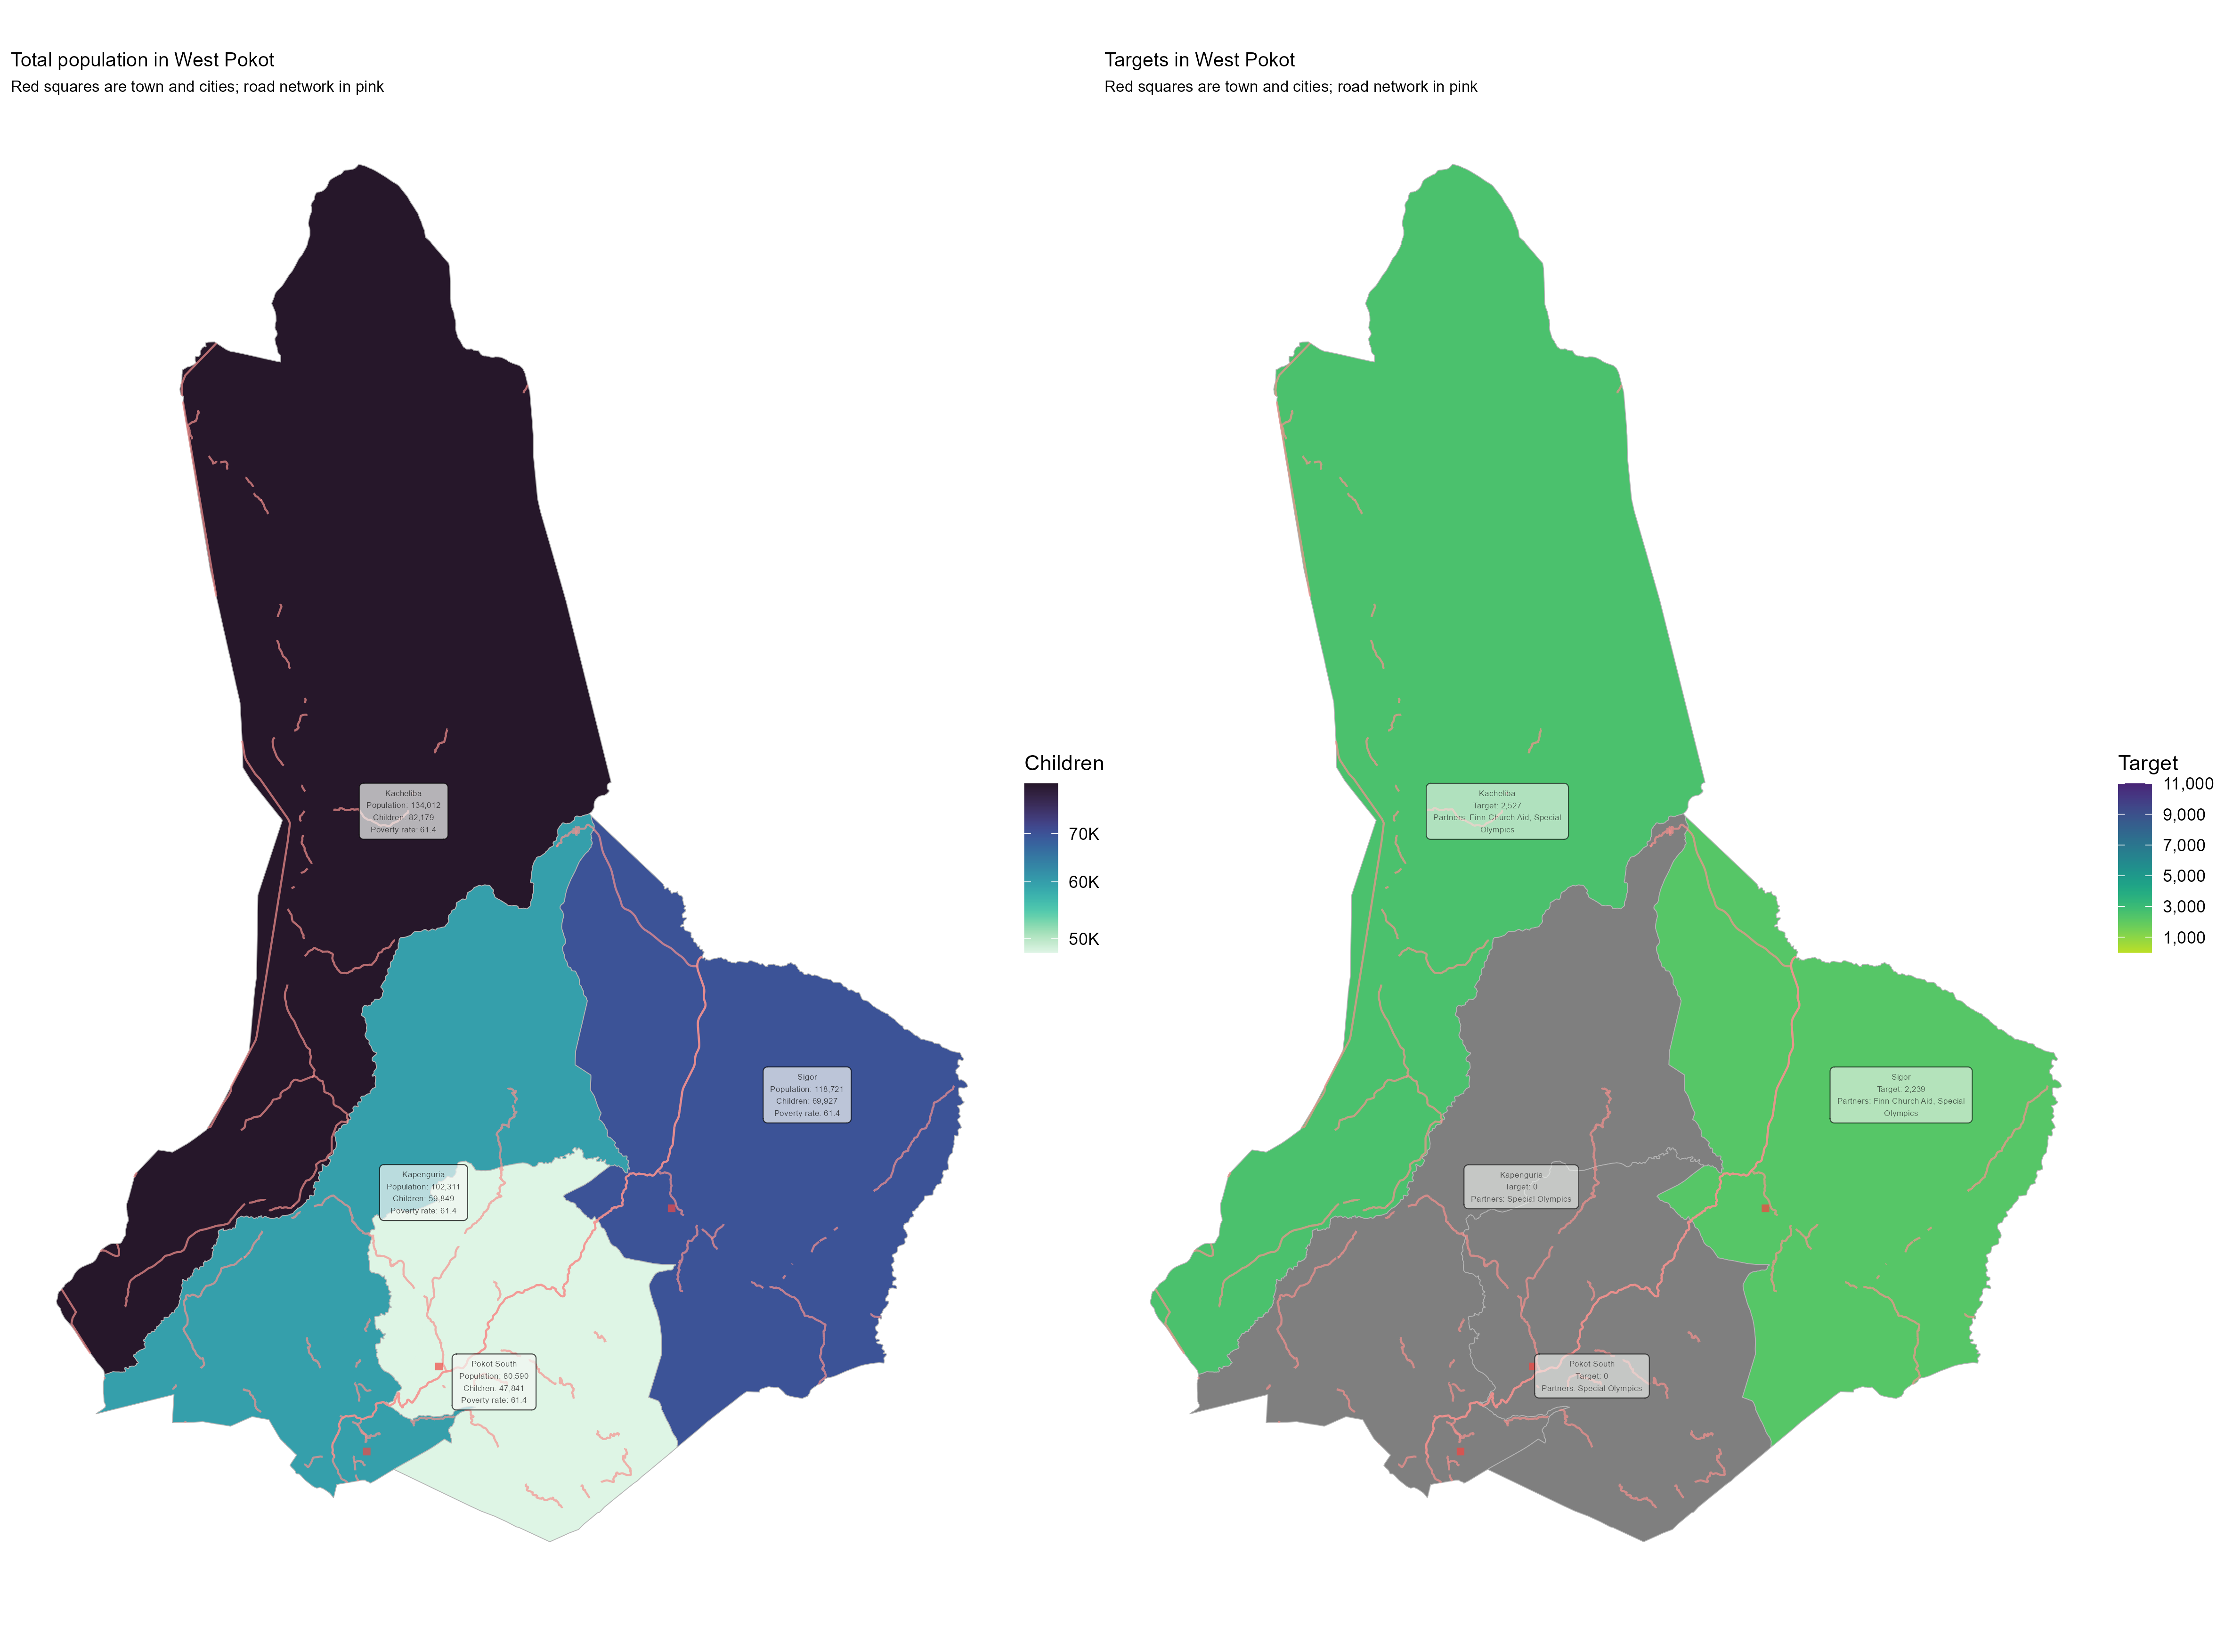 Total population in West Pokot
Red squares are town and cities; road network in pink
Kacheliba
Population: 134,012
Children: 82,179
Poverty rate: 61.4
Sigor
Population: 118,721
Children: 69,927
Poverty rate: 61.4
Kapenguria
Population: 102,311
Children: 59,849
Poverty rate: 61.4
Pokot South
Population: 80,590
Children: 47,841
Poverty rate: 61.4
Children
70K
60K
50K
Targets in West Pokot
Red squares are town and cities; road network in pink
Kacheliba
Target: 2,527
Partners: Finn Church Aid, Special
Olympics
Sigor
Target: 2,239
Partners: Finn Church Aid, Special
Olympics
Kapenguria
Target: 0
Partners: Special Olympics
Pokot South
Target: 0
Partners: Special Olympics
Target
11,000
9,000
7,000
5,000
3,000
1,000